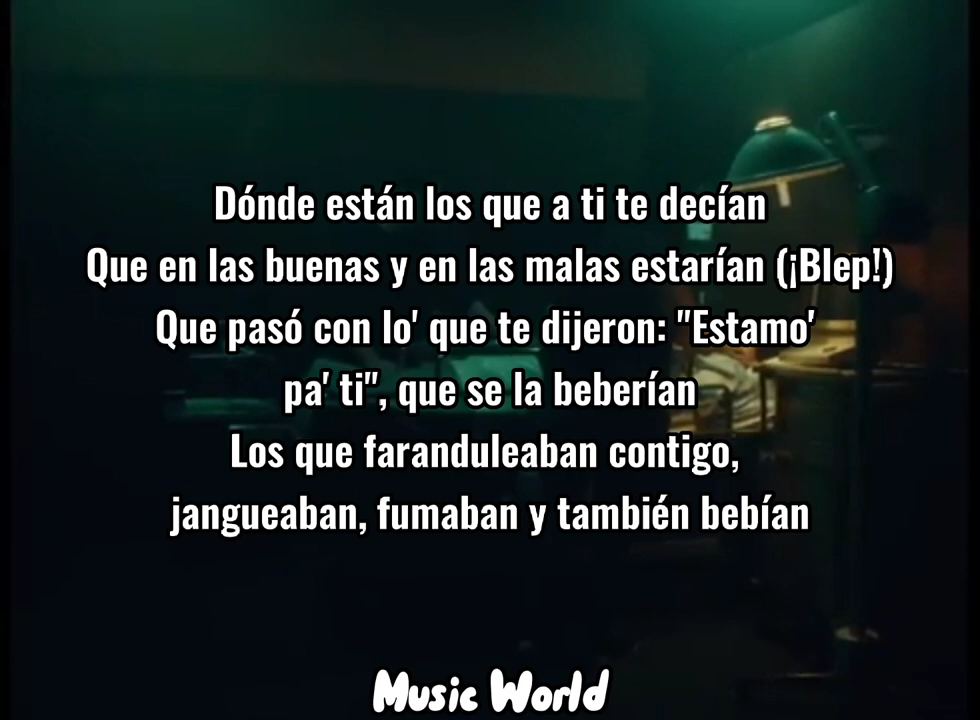 Dónde están los que a ti te decían
Que en las buenas y en las malas estarían (¡Blep!)
Que pasó con lo' que te dijeron: "Estamo'
pa' ti", que se la beberían
Los que faranduleaban contigo,
jangueaban, fumaban y también bebían
Music World